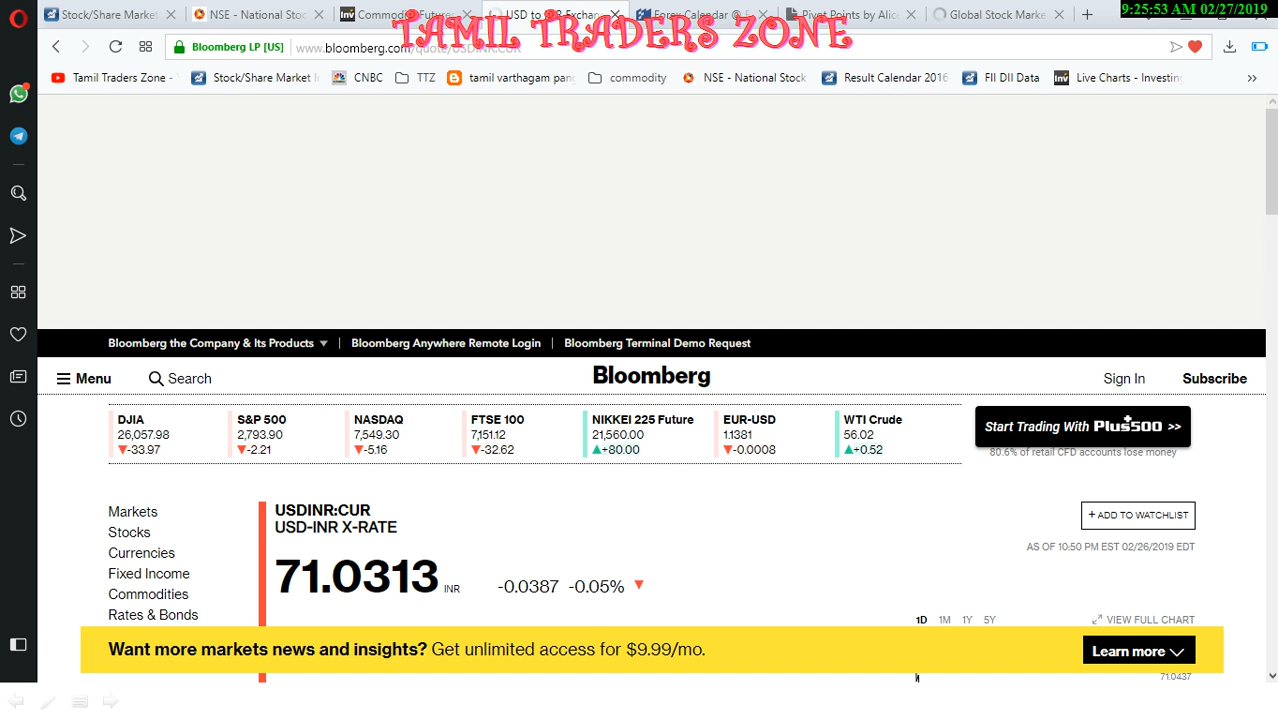 9:25:53 AM 02/27/2019
Stock/Share Market
NSE - National Stoc
Commod Future
USD to Exchan
Forex Calendar @
Pivot Points by Alic
Global Stock Marke
TAMIL TRADERS ZONE
Bloomberg LP [US]
www.bloomberg.com/quote/USDINR:CUR
Tamil Traders Zone -
Stock/Share Market I
CNBC
TTZ
tamil varthagam pang
commodity
NSE - National Stock
Result Calendar 2016
FII DII Data
Inv Live Charts - Investing
Bloomberg the Company & Its Products
Bloomberg Anywhere Remote Login
Bloomberg Terminal Demo Request
Menu
Search
Bloomberg
Sign In
Subscribe
DJIA
26,057.98
-33.97
S&P 500
2,793.90
-2.21
NASDAQ
7,549.30
-5.16
FTSE 100
7,151.12
-32.62
NIKKEI 225 Future
21,560.00
+80.00
EUR-USD
1.1381
-0.0008
WTI Crude
56.02
+0.52
Start Trading With Plus500 >>
80.6% of retail CFD accounts lose money
Markets
Stocks
Currencies
Fixed Income
Commodities
Rates & Bonds
USDINR:CUR
USD-INR X-RATE
71.0313 INR -0.0387 -0.05%
+ ADD TO WATCHLIST
AS OF 10:50 PM EST 02/26/2019 EDT
1D 1M 1Y 5Y
VIEW FULL CHART
Want more markets news and insights? Get unlimited access for $9.99/mo.
Learn more
71.0437